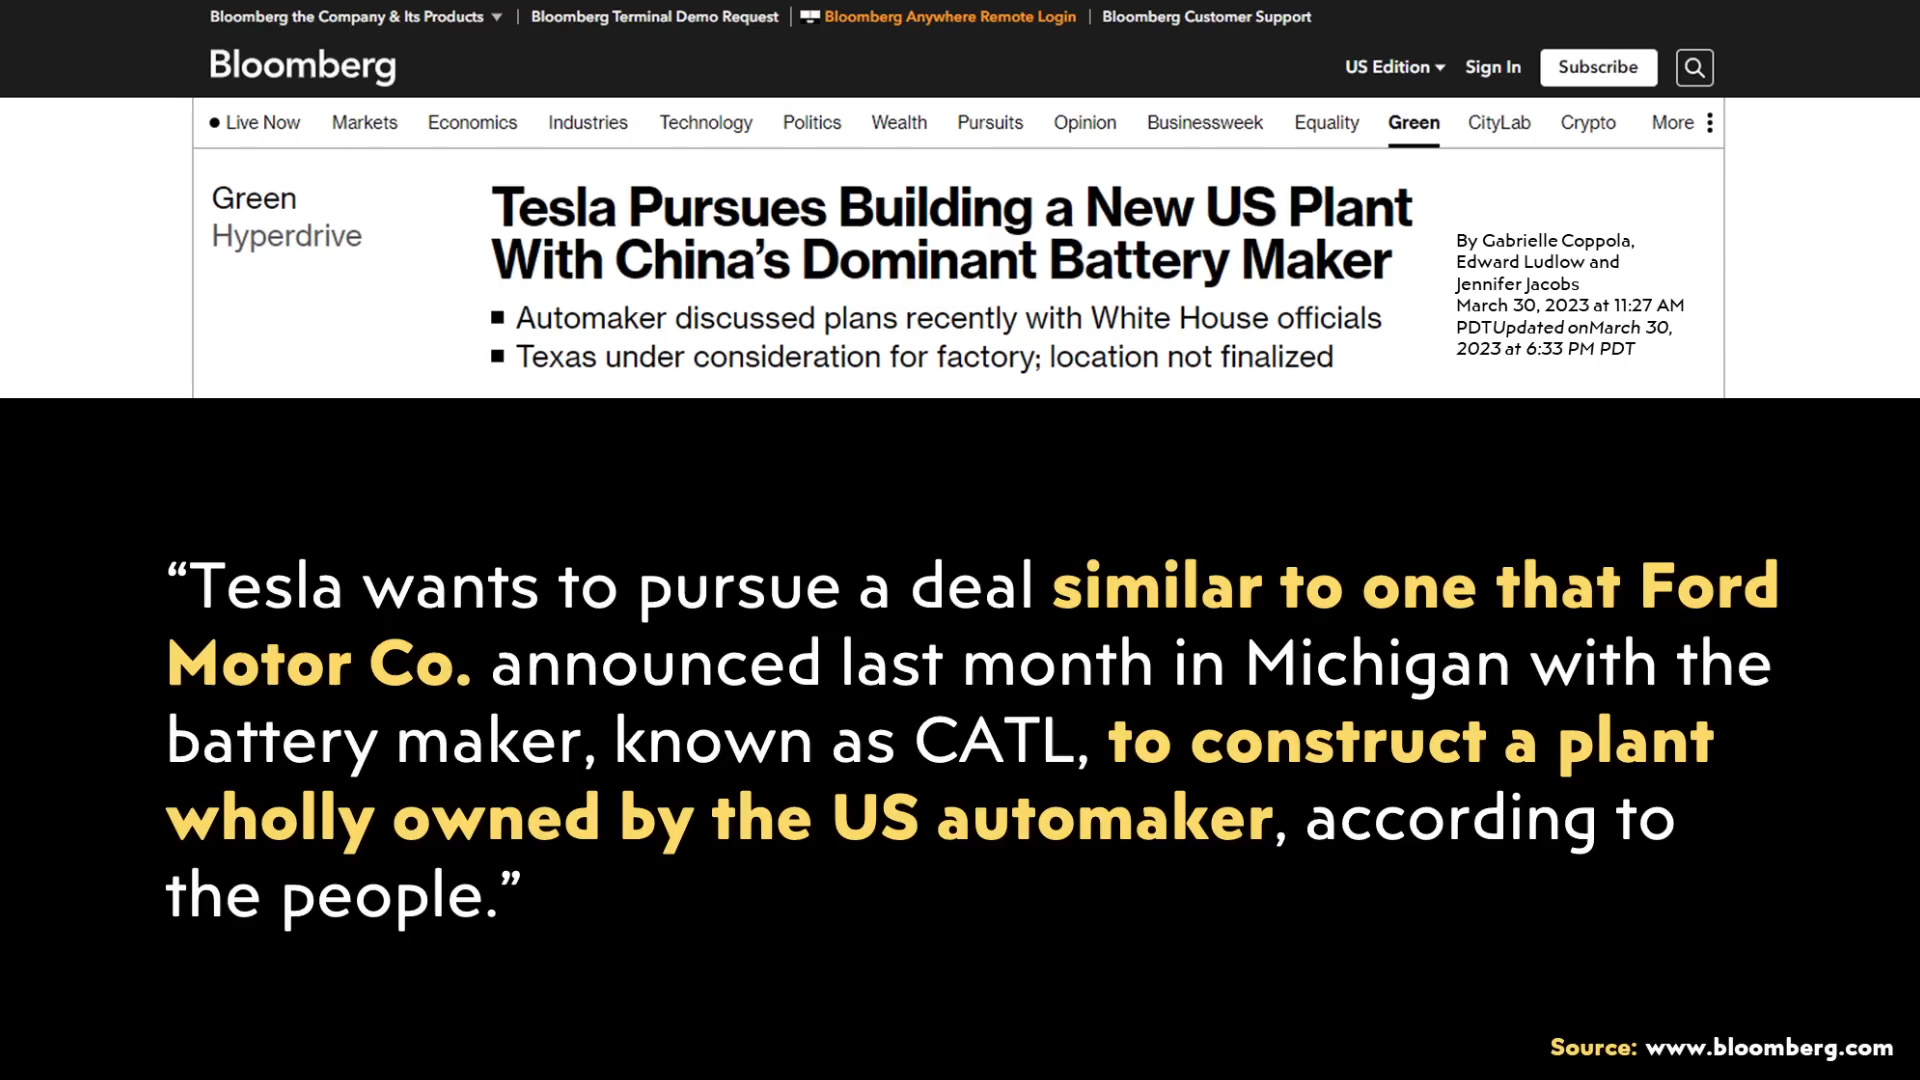 Bloomberg the Company & Its Products
Bloomberg Terminal Demo Request
Bloomberg Anywhere Remote Login
Bloomberg Customer Support
Bloomberg
US Edition
Sign In
Subscribe
Live Now
Markets
Economics
Industries
Technology
Politics
Wealth
Pursuits
Opinion
Businessweek
Equality
Green
CityLab
Crypto
More
Green
Hyperdrive
Tesla Pursues Building a New US Plant
With China's Dominant Battery Maker
Automaker discussed plans recently with White House officials
Texas under consideration for factory; location not finalized
By Gabrielle Coppola,
Edward Ludlow and
Jennifer Jacobs
March 30, 2023 at 11:27 AM
PDTUpdated onMarch 30,
2023 at 6:33 PM PDT
“Tesla wants to pursue a deal similar to one that Ford
Motor Co. announced last month in Michigan with the
battery maker, known as CATL, to construct a plant
wholly owned by the US automaker, according to
the people.”
Source: www.bloomberg.com